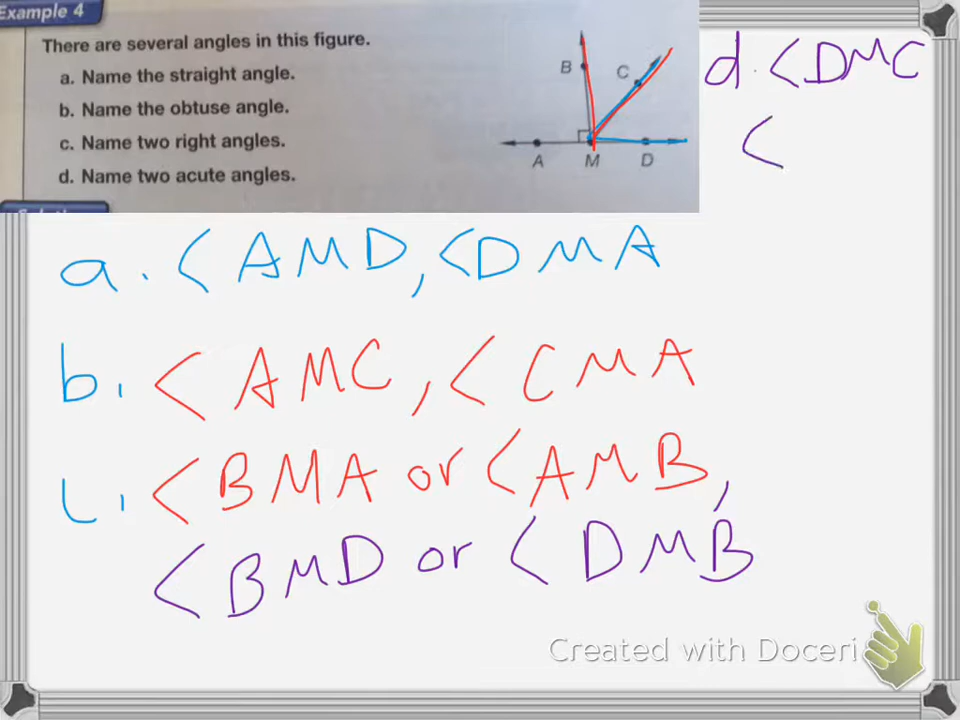 Example 4
There are several angles in this figure.
a. Name the straight angle.
b. Name the obtuse angle.
c. Name two right angles.
d. Name two acute angles.
B
C
A
M
D
d. <DMC
<
a. <AMD, <DMA
b. <AMC, <CMA
c. <BMA or <AMB,
<BMD or <DMB
Created with Doceri